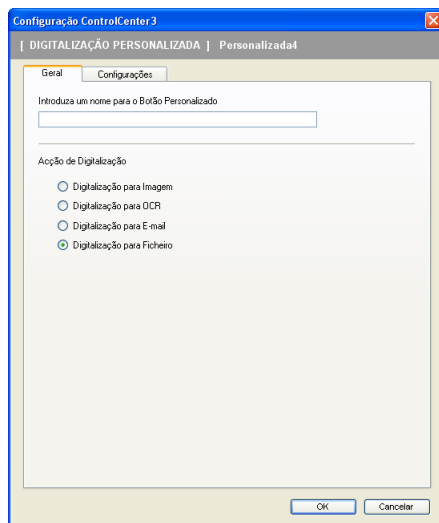 Configuração ControlCenter3
[ DIGITALIZAÇÃO PERSONALIZADA ] Personalizada4
Geral Configurações
Introduza um nome para o Botão Personalizado
Acção de Digitalização
Digitalização para Imagem
Digitalização para OCR
Digitalização para E-mail
Digitalização para Ficheiro
OK Cancelar